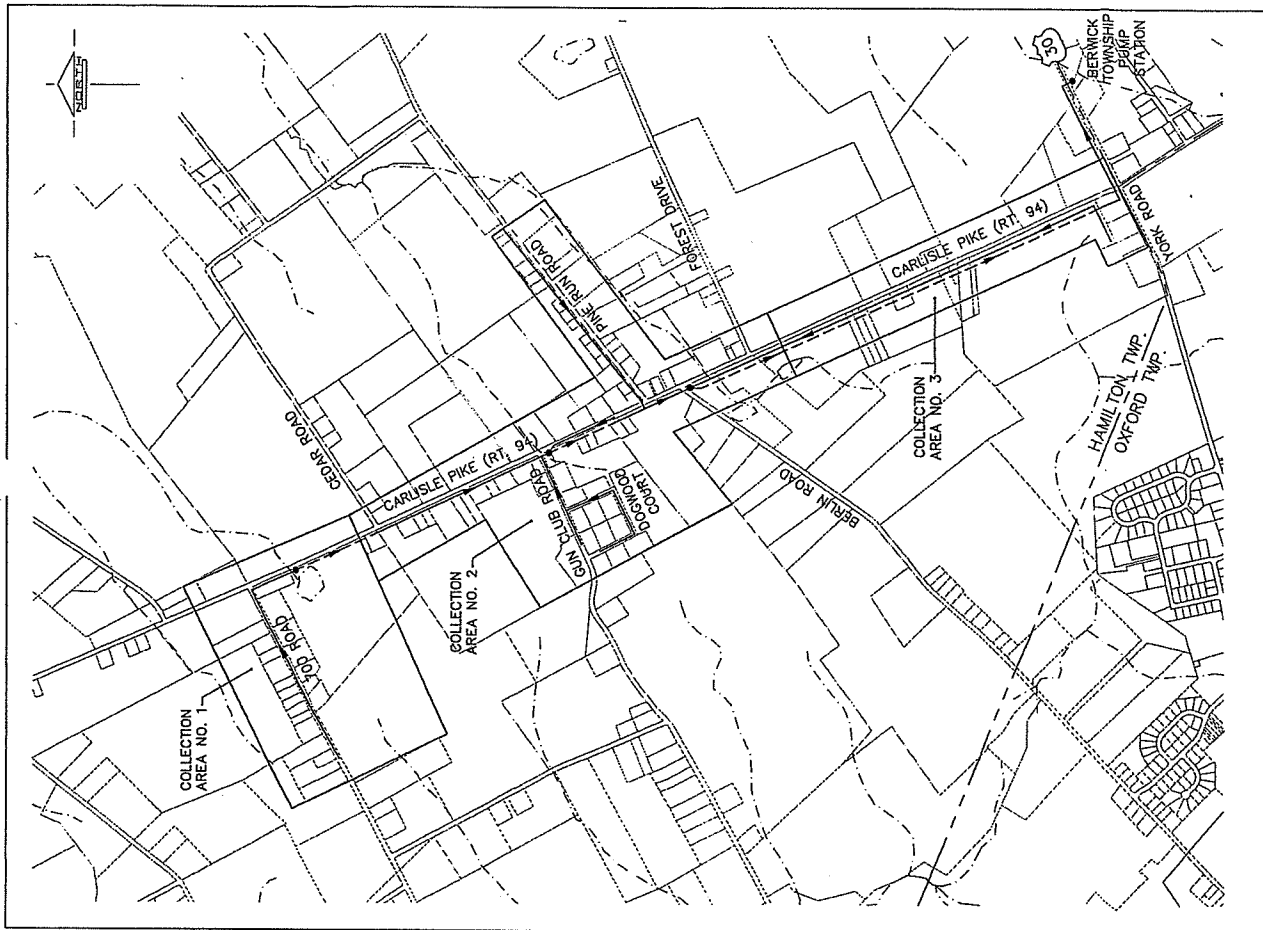 NORTH
30
BERWICK
TOWNSHIP
PUMP
STATION
CEDAR ROAD
PINE RUN ROAD
FOREST DRIVE
CARLISLE PIKE (RT. 94)
CARLISLE PIKE (RT. 94)
YORK ROAD
COLLECTION
AREA NO. 1
700 ROAD
COLLECTION
AREA NO. 2
GUN CLUB ROAD
DOGWOOD
COURT
BERLIN ROAD
COLLECTION
AREA NO. 3
HAMILTON TWP.
OXFORD TWP.